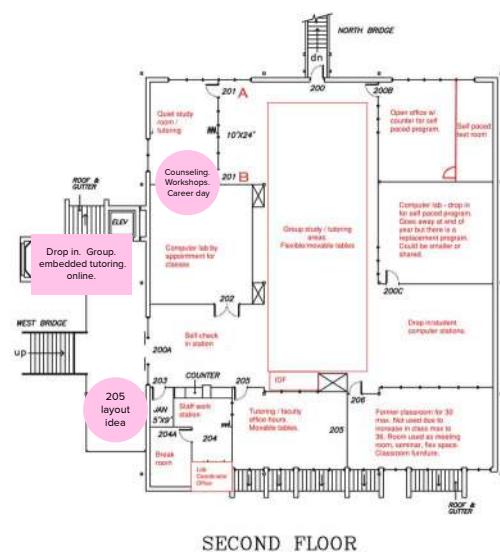 NORTH BRIDGE
dn
201 A
200
200B
Quiet study
room /
tutoring
10"X24"
Open office w/
counter for self
paced program.
Self paced
test room
Counseling.
Workshops.
Career day
201 B
ROOF &
GUTTER
ELEV
Drop in. Group.
embedded tutoring.
online.
Computer lab by
appointment for
classes
Group study / tutoring
areas.
Flexible/movable tables
Computer lab - drop in
for self paced program.
Goes away at end of
year but there is a
replacement program.
Could be smaller or
shared.
200C
202
WEST BRIDGE
up
200A
Self-check
in station
Drop in/student
computer stations.
203
COUNTER
205
IDF
206
205
layout
idea
JAN
5"X9"
Staff work
station
204A
204
Tutoring / faculty
office hours.
Movable tables.
205
Former classroom for 30
max. Not used due to
increase in class max to
36. Room used as meeting
room, seminar, flex space.
Classroom furniture.
Break
room
Lab
Coordinator
Office
ROOF &
GUTTER
SECOND FLOOR